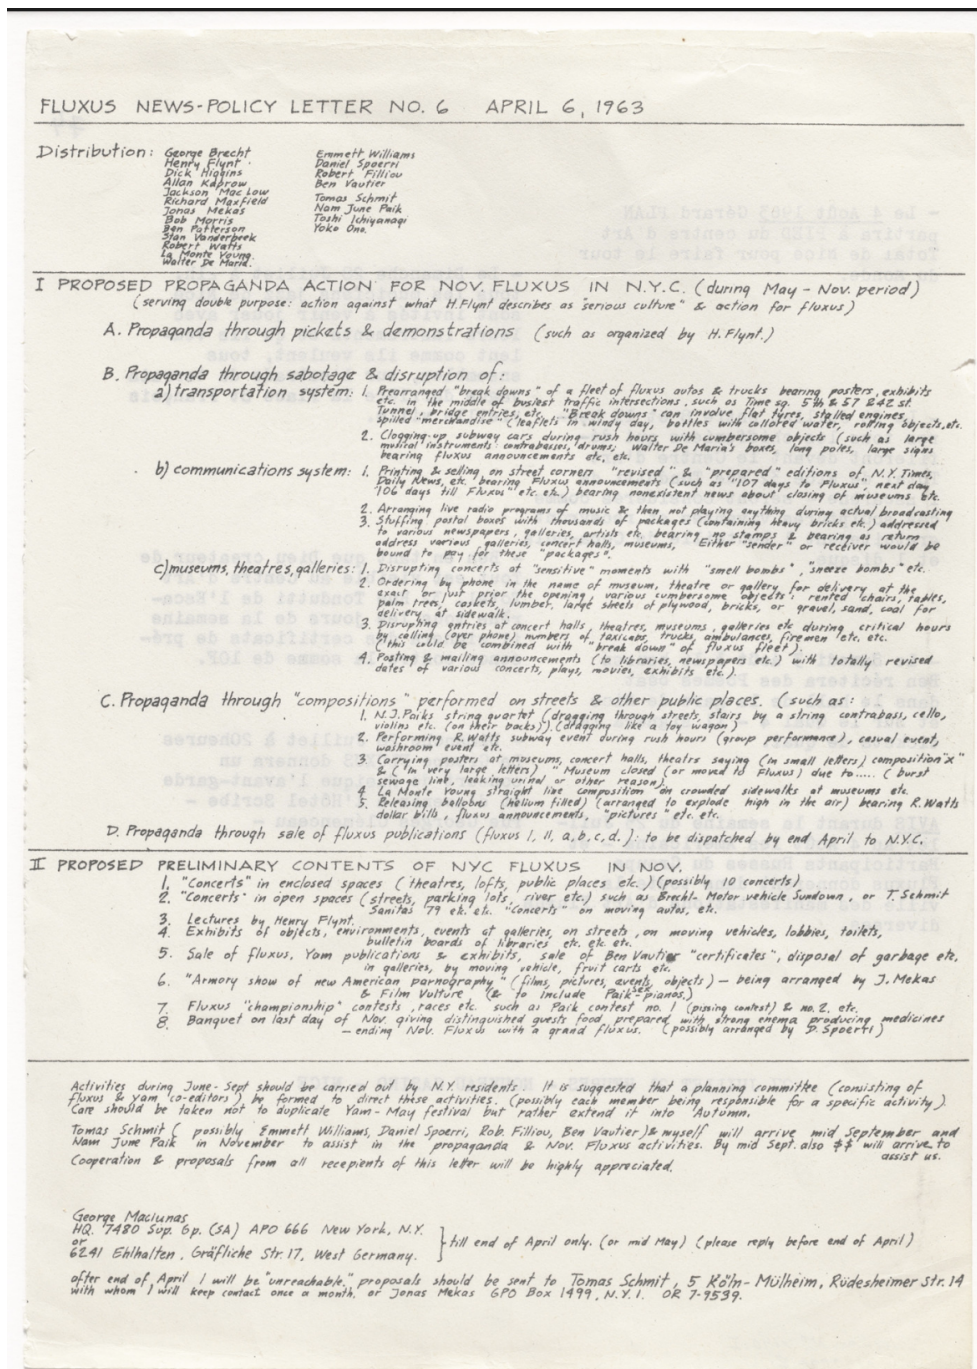 FLUXUS NEWS-POLICY LETTER NO. 6 APRIL 6, 1963
Distribution:
George Brecht
Henry Flynt
Dick Higgins
Allan Kaprow
Jackson Mac Low
Richard Maxfield
Jonas Mekas
Bob Morris
Ben Patterson
Stan Vanderbeek
Robert Watts
La Monte Young
Walter De Maria.
Emmett Williams
Daniel Spoerri
Robert Filliou
Ben Vautier
Tomas Schmit
Nam June Paik
Toshi Ichiyanagi
Yoko Ono.
I PROPOSED PROPAGANDA ACTION FOR NOV. FLUXUS IN N.Y.C. (during May - Nov. period)
(serving double purpose: action against what H.Flynt describes as "serious culture" & action for fluxus)
A. Propaganda through pickets & demonstrations (such as organized by H. Flynt.)
B. Propaganda through sabotage & disruption of:
a) transportation system: 1. Prearranged "break downs" of a fleet of fluxus autos & trucks bearing posters, exhibits
etc. in the middle of busiest traffic intersections, such as Time sq. 5th & 57 & 42 st.
Tunnel, bridge entries, etc. "Break downs" can involve flat tyres, stalled engines,
spilled "merchandise" (leaflets in windy day, bottles with collored water, rolling objects, etc.
2. Clogging-up subway cars during rush hours with cumbersome objects (such as large
musical instruments contrabasses, drums, Walter De Maria's boxes, long poles, large signs
bearing fluxus announcements etc, etc.
b) communications system: 1. Printing & selling on street corners "revised" & "prepared" editions of N.Y. Times,
Daily News, etc. bearing Fluxus announcements (such as "107 days to Fluxus", next day
"106 days till Fluxus" etc. etc.) bearing nonexistent news about closing of museums etc.
2. Arranging live radio programs of music & then not playing anything during actual broadcasting
3. Stuffing postal boxes with thousands of packages (containing heavy bricks etc.) addressed
to various newspapers, galleries, artists etc. bearing no stamps & bearing as return
address various galleries, concert halls, museums, "Either "sender" or receiver would be
bound to pay for these "packages".
c) museums, theatres, galleries: 1. Disrupting concerts at "sensitive" moments with "smell bombs", "sneeze bombs" etc.
2. Ordering by phone in the name of museum, theatre or gallery, for delivery at the
exact or just prior the opening, various cumbersome objects: rented chairs, tables,
palm trees, caskets, lumber, large sheets of plywood, bricks, or gravel, sand, coal for
delivery, at sidewalk.
3. Disrupting entries at concert halls, theatres, museums, galleries etc during critical hours
by calling (over phone) numbers of taxicabs, trucks, ambulances, firemen etc. etc.
(this could be combined with "break down" of fluxus fleet).
4. Posting & mailing announcements (to libraries, newspapers etc.) with totally revised
dates of various concerts, plays, movies, exhibits etc.).
C. Propaganda through "compositions" performed on streets & other public places. (such as:
1. N.J.Paiks string quartet (dragging through streets, stairs by a string contrabass, cello,
violins etc. (on their backs)). (dragging like a toy wagon)
2. Performing R.Watts subway event during rush hours (group performance), casual event,
washroom event etc.
3. Carrying posters at museums, concert halls, theatre saying (in small letters) composition "x"
& (in very large letters) "Museum closed (or moved to Fluxus) due to..... (burst
sewage line, leaking urinal or other reason)
4 La Monte Young straight line composition on crowded sidewalks at museums etc.
5. Releasing balloons (helium filled) (arranged to explode high in the air) bearing R.Watts
dollar bills, fluxus announcements, "pictures etc. etc.
D. Propaganda through sale of fluxus publications (fluxus I, II, a, b, c, d.): to be dispatched by end April to N.Y.C.
II PROPOSED PRELIMINARY CONTENTS OF NYC FLUXUS IN NOV.
1. "Concerts" in enclosed spaces (theatres, lofts, public places etc.) (possibly 10 concerts)
2. "Concerts" in open spaces (streets, parking lots, river etc.) such as Brecht- Motor vehicle Sundown, or T. Schmit
Sanitas 79 etc. etc. "Concerts" on moving autos, etc.
3. Lectures by Henry Flynt.
4. Exhibits of objects, environments, events at galleries, on streets, on moving vehicles, lobbies, toilets,
bulletin boards of libraries etc. etc etc.
5. Sale of fluxus, Yam publications & exhibits, sale of Ben Vautier "certificates", disposal of garbage etc.
in galleries, by moving vehicle, fruit carts etc.
6. "Armory show of new American pornography" (films, pictures, events, objects) — being arranged by J. Mekas
& Film Vulture (& to include Paik sex-pianos.)
7. Fluxus "championship" contests, races etc. such as Paik contest no. 1 (pissing contest) & no. 2, etc.
8. Banquet on last day of Nov. giving distinguished guests food prepared with strong enema producing medicines
— ending Nov. Fluxus with a grand fluxus. (possibly arranged by D. Spoerri)
Activities during June- Sept should be carried out by N.Y. residents. It is suggested that a planning committee (consisting of
fluxus & yam co-editors) be formed to direct these activities. (possibly each member being responsible for a specific activity).
Care should be taken not to duplicate Yam- May festival but rather extend it into Autumn.
Tomas Schmit (possibly Emmett Williams, Daniel Spoerri, Rob. Filliou, Ben Vautier) & myself will arrive mid September and
Nam June Paik in November to assist in the propaganda & Nov. Fluxus activities. By mid Sept. also $$ will arrive to
assist us.
Cooperation & proposals from all recepients of this letter will be highly appreciated.
George Maciunas
HQ. 7480 Sup. Gp. (SA) APO 666 New York, N.Y.
or
6241 Ehlhalten, Gräfliche Str. 17, West Germany.
till end of April only. (or mid May) (please reply before end of April)
after end of April I will be "unreachable." proposals should be sent to Tomas Schmit, 5 Köln- Mülheim, Rüdesheimer Str. 14
with whom I will keep contact once a month. or Jonas Mekas GPO Box 1499, N.Y.1. OR 7-9539.